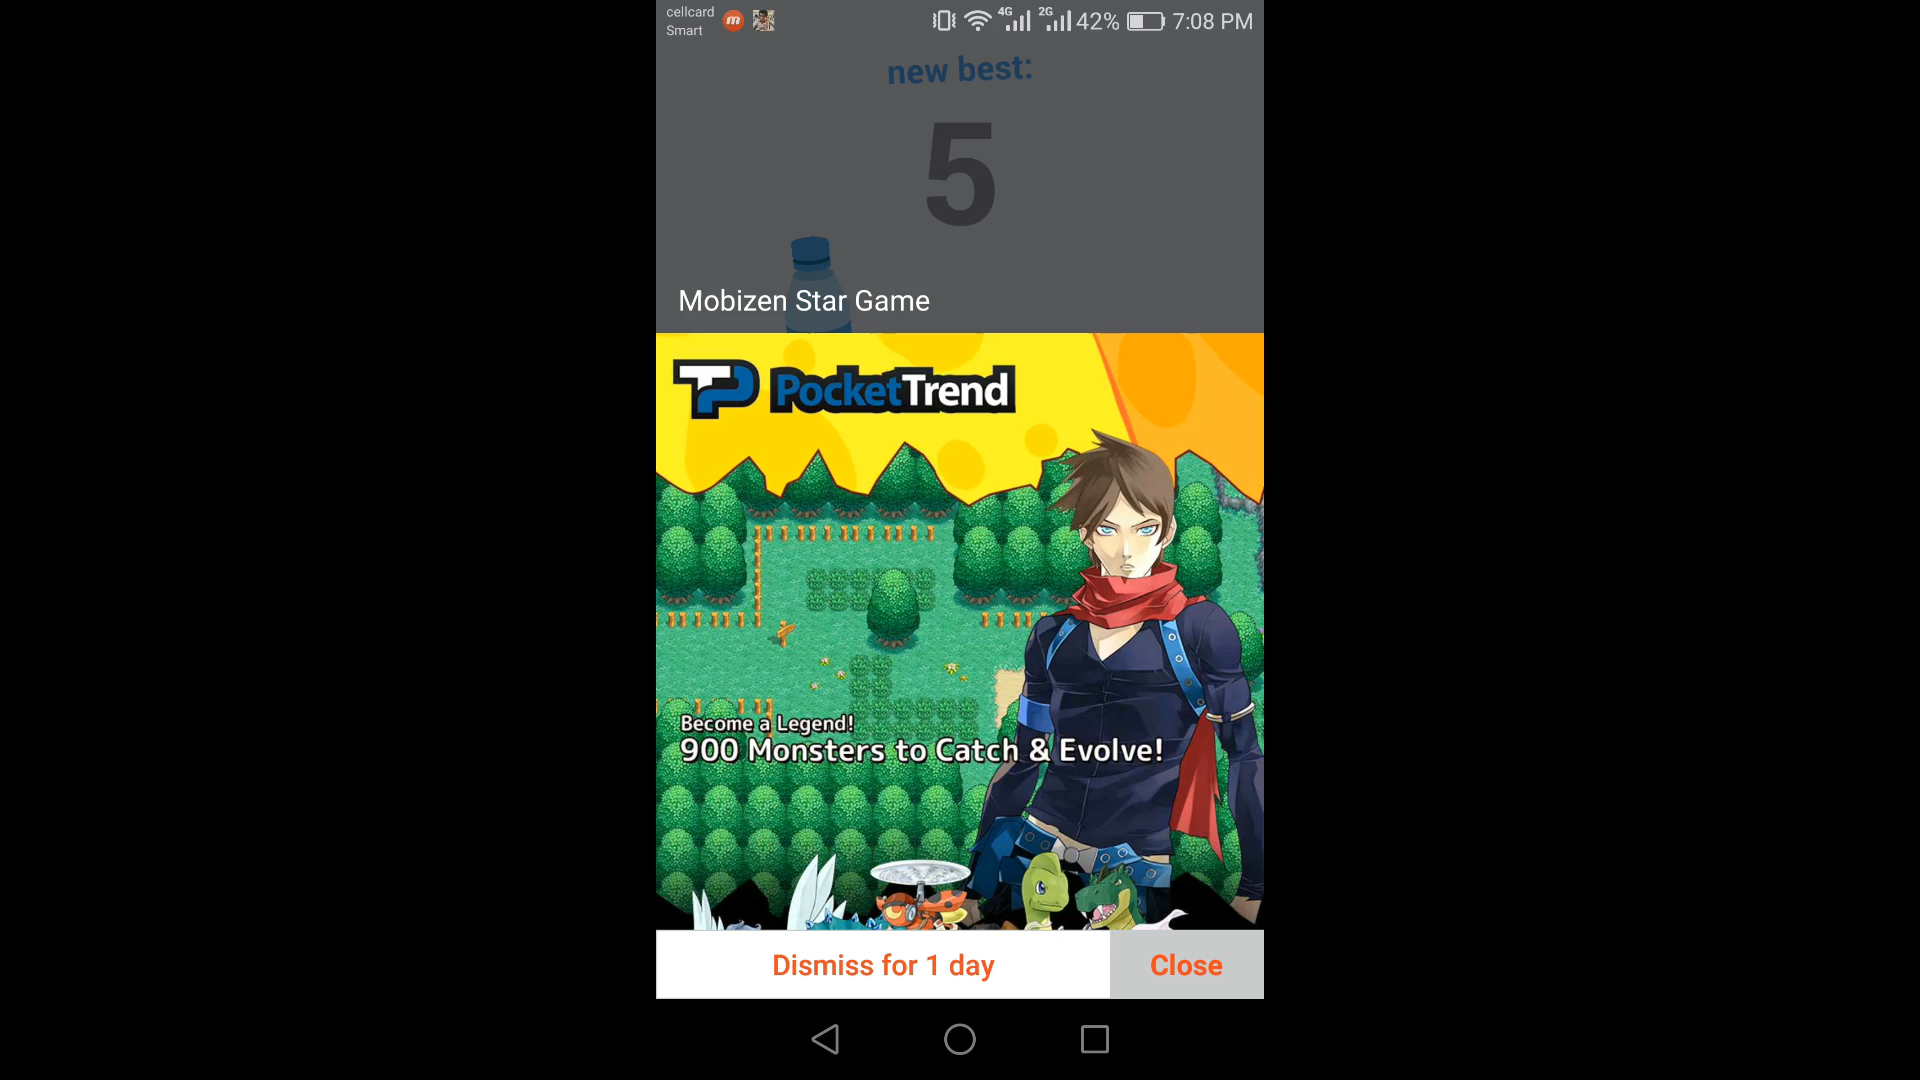 cellcard
Smart
4G
2G
42%
7:08 PM
new best:
5
Mobizen Star Game
TP PocketTrend
Become a Legend!
900 Monsters to Catch & Evolve!
Dismiss for 1 day
Close